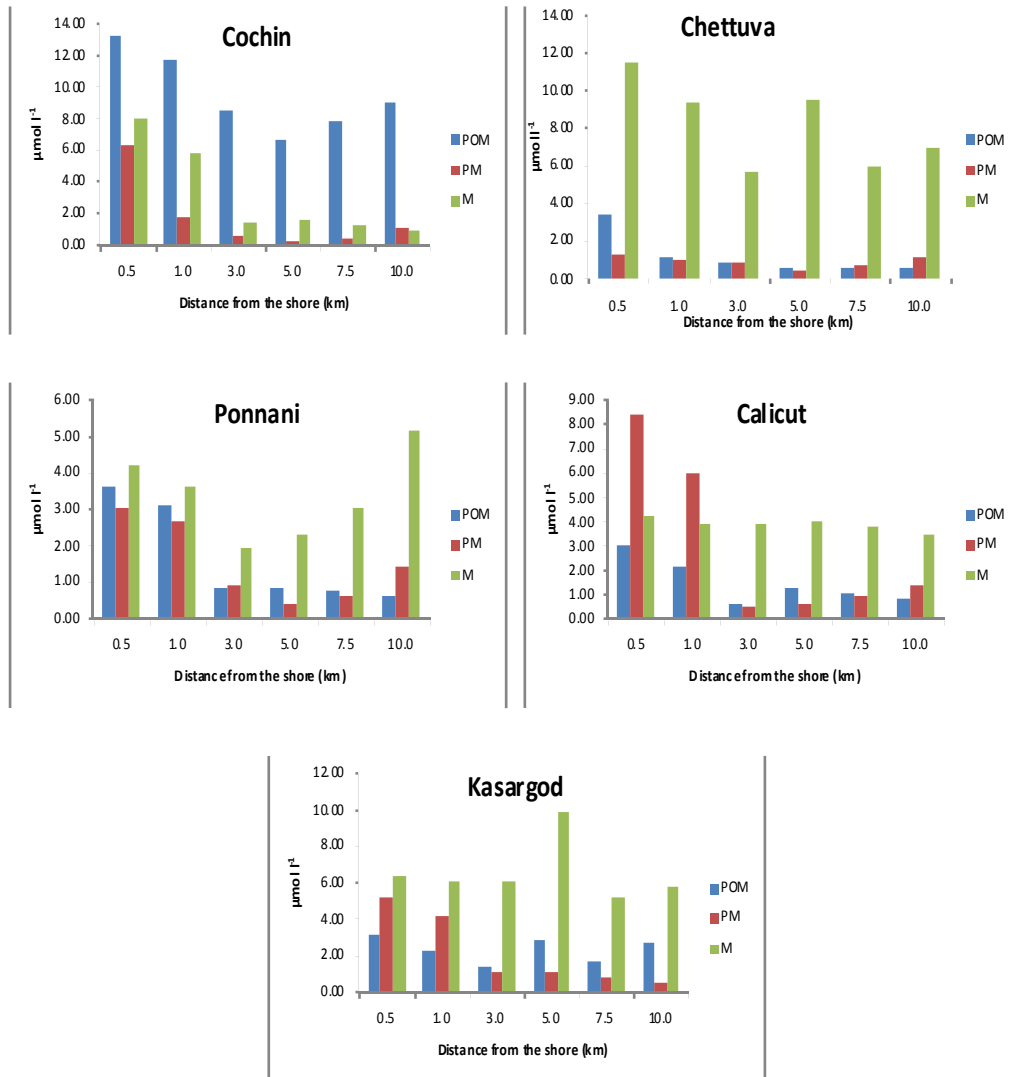 Cochin
14.00
12.00
10.00
8.00
6.00
4.00
2.00
0.00
µmol l-1
0.5 1.0 3.0 5.0 7.5 10.0
Distance from the shore (km)
POM
PM
M
Chettuva
14.00
12.00
10.00
8.00
6.00
4.00
2.00
0.00
µmol l-1
0.5 1.0 3.0 5.0 7.5 10.0
Distance from the shore (km)
POM
PM
M
Ponnani
6.00
5.00
4.00
3.00
2.00
1.00
0.00
µmol l-1
0.5 1.0 3.0 5.0 7.5 10.0
Distance from the shore (km)
POM
PM
M
Calicut
9.00
8.00
7.00
6.00
5.00
4.00
3.00
2.00
1.00
0.00
µmol l-1
0.5 1.0 3.0 5.0 7.5 10.0
Distance from the shore (km)
POM
PM
M
Kasargod
12.00
10.00
8.00
6.00
4.00
2.00
0.00
µmol l-1
0.5 1.0 3.0 5.0 7.5 10.0
Distance from the shore (km)
POM
PM
M